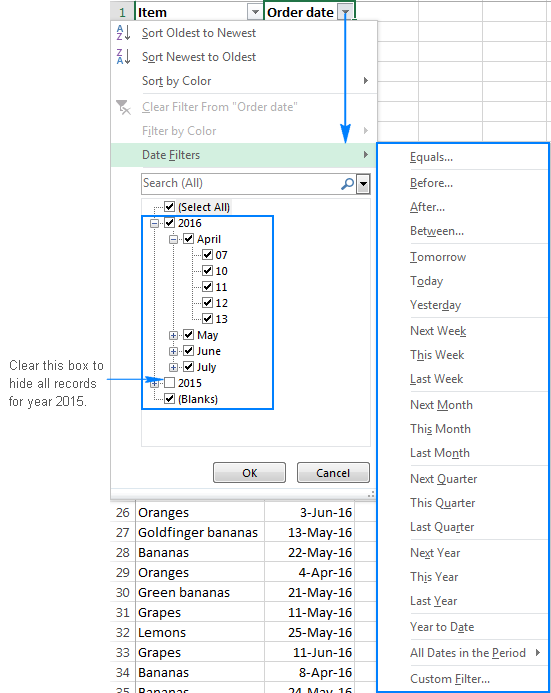 1 Item Order date
Sort Oldest to Newest
Sort Newest to Oldest
Sort by Color
Clear Filter From "Order date"
Filter by Color
Date Filters
Search (All)
(Select All)
2016
April
07
10
11
12
13
May
June
July
2015
(Blanks)
OK Cancel
Clear this box to
hide all records
for year 2015.
Equals...
Before...
After...
Between...
Tomorrow
Today
Yesterday
Next Week
This Week
Last Week
Next Month
This Month
Last Month
Next Quarter
This Quarter
Last Quarter
Next Year
This Year
Last Year
Year to Date
All Dates in the Period
Custom Filter...
26 Oranges 3-Jun-16
27 Goldfinger bananas 13-May-16
28 Bananas 22-May-16
29 Oranges 4-Apr-16
30 Green bananas 21-May-16
31 Grapes 11-May-16
32 Lemons 25-May-16
33 Grapes 11-Jun-16
34 Bananas 8-Apr-16
35 Bananas 24-May-16